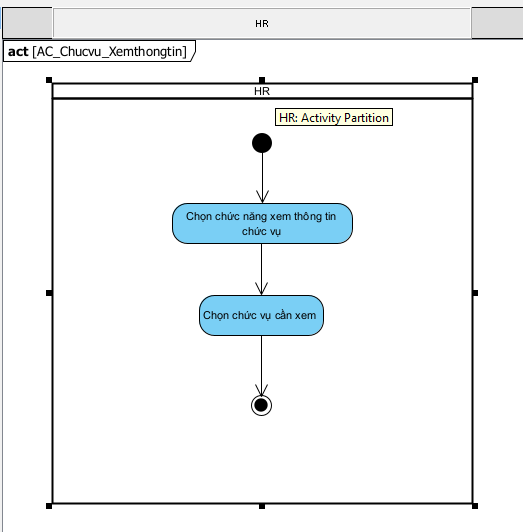 HR
act [AC_Chucvu_Xemthongtin]
HR
HR: Activity Partition
Chọn chức năng xem thông tin
chức vụ
Chọn chức vụ cần xem